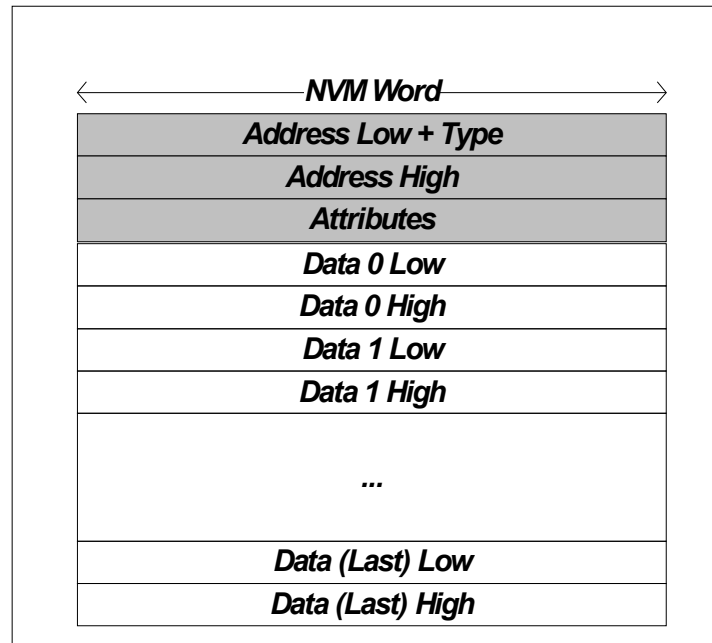 NVM Word
Address Low + Type
Address High
Attributes
Data 0 Low
Data 0 High
Data 1 Low
Data 1 High
...
Data (Last) Low
Data (Last) High